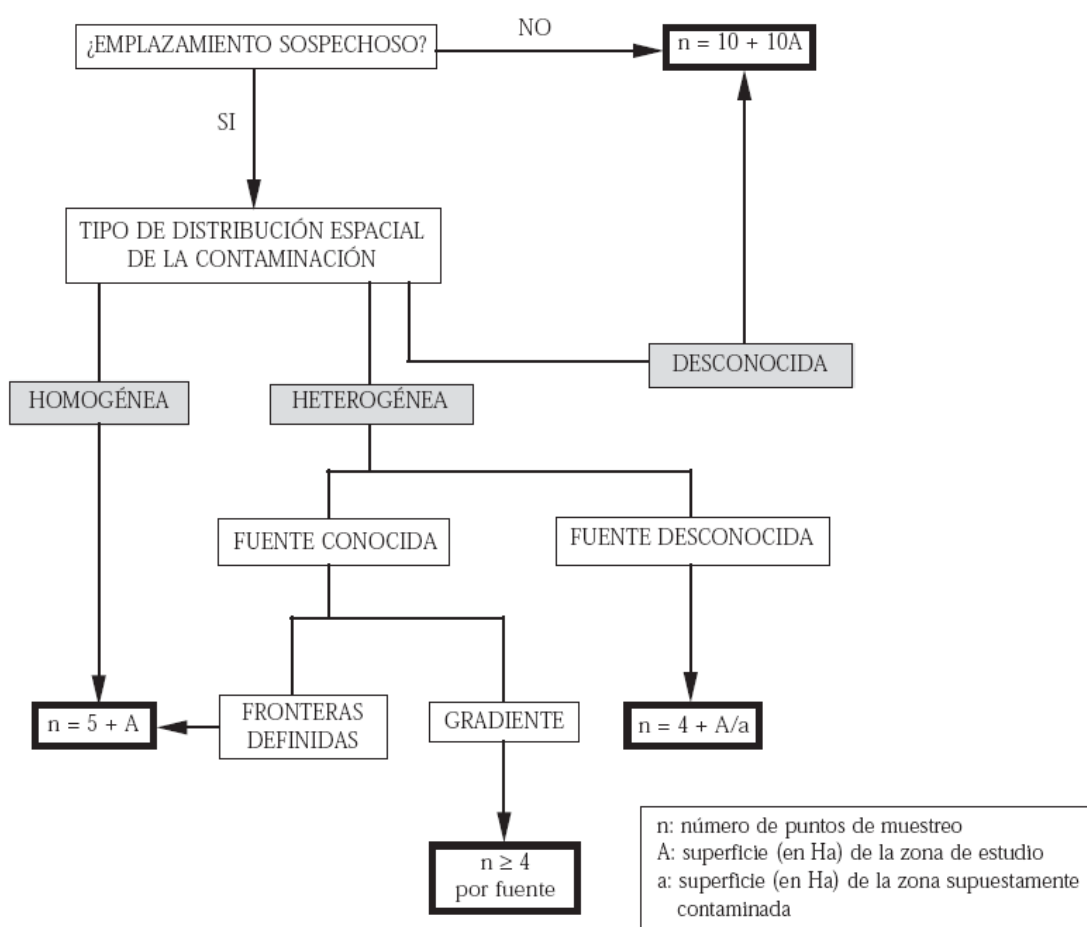 ¿EMPLAZAMIENTO SOSPECHOSO?
NO
n = 10 + 10A
SI
TIPO DE DISTRIBUCIÓN ESPACIAL
DE LA CONTAMINACIÓN
DESCONOCIDA
HOMOGÉNEA
HETEROGÉNEA
FUENTE CONOCIDA
FUENTE DESCONOCIDA
n = 5 + A
FRONTERAS
DEFINIDAS
GRADIENTE
n = 4 + A/a
n ≥ 4
por fuente
n: número de puntos de muestreo
A: superficie (en Ha) de la zona de estudio
a: superficie (en Ha) de la zona supuestamente
contaminada